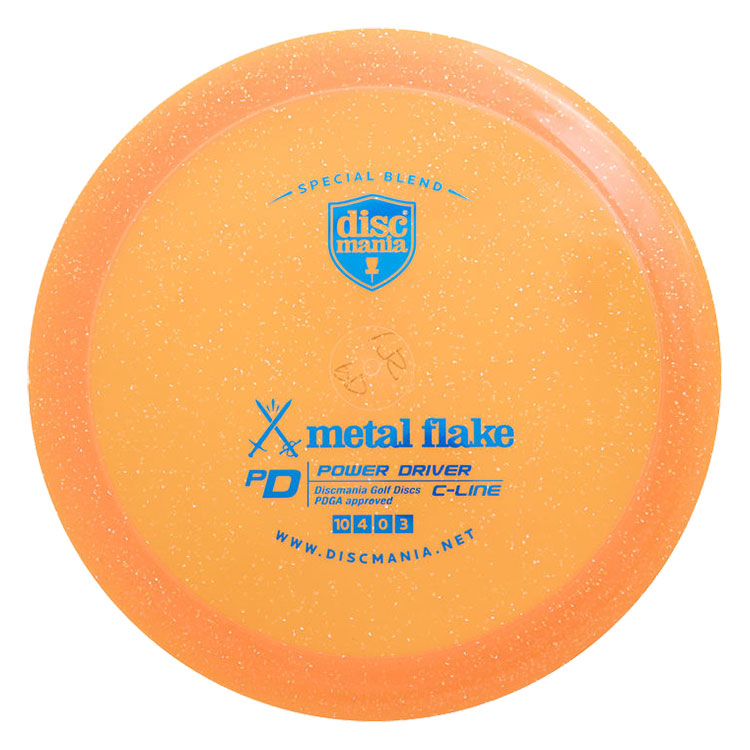 SPECIAL BLEND
disc®
mania
metal flake
PD POWER DRIVER
Discmania Golf Discs C-LINE
PDGA approved
10 4 0 3
WWW.DISCMANIA.NET